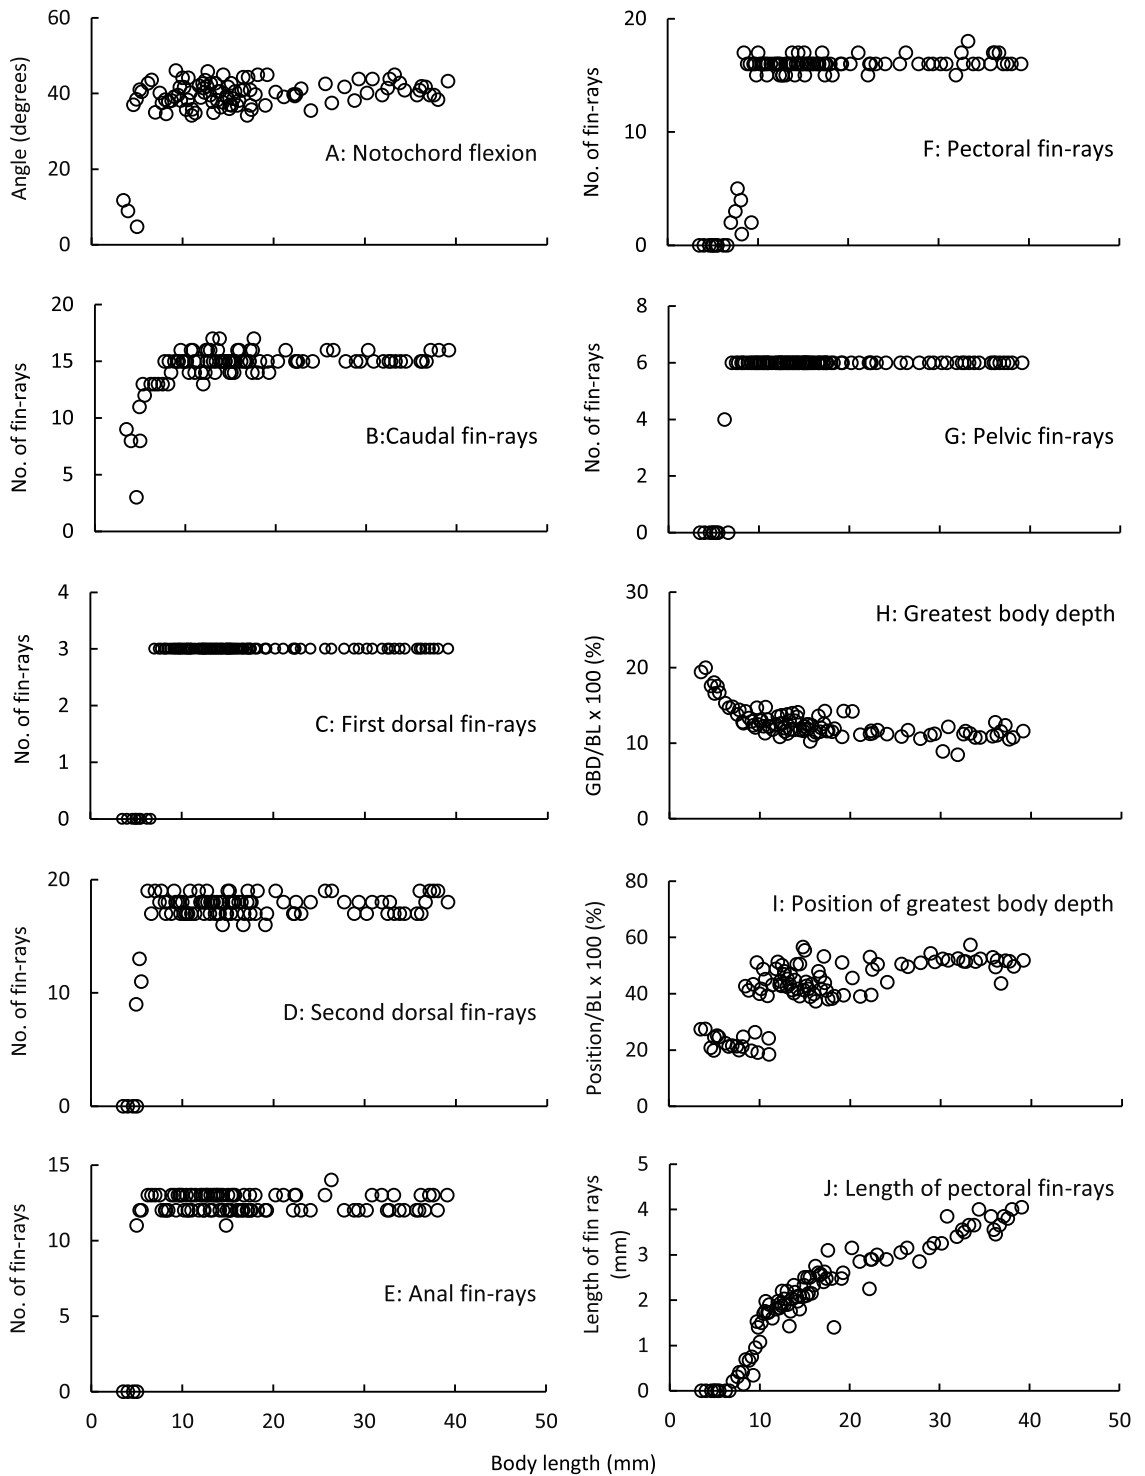 60
40
20
0
Angle (degrees)
A: Notochord flexion
20
10
0
No. of fin-rays
F: Pectoral fin-rays
20
15
10
5
0
No. of fin-rays
B:Caudal fin-rays
8
6
4
2
0
No. of fin-rays
G: Pelvic fin-rays
4
3
2
1
0
No. of fin-rays
C: First dorsal fin-rays
30
20
10
0
GBD/BL x 100 (%)
H: Greatest body depth
20
10
0
No. of fin-rays
D: Second dorsal fin-rays
80
60
40
20
0
Position/BL x 100 (%)
I: Position of greatest body depth
15
10
5
0
No. of fin-rays
E: Anal fin-rays
0 10 20 30 40 50
5
4
3
2
1
0
Length of fin rays
(mm)
J: Length of pectoral fin-rays
0 10 20 30 40 50
Body length (mm)